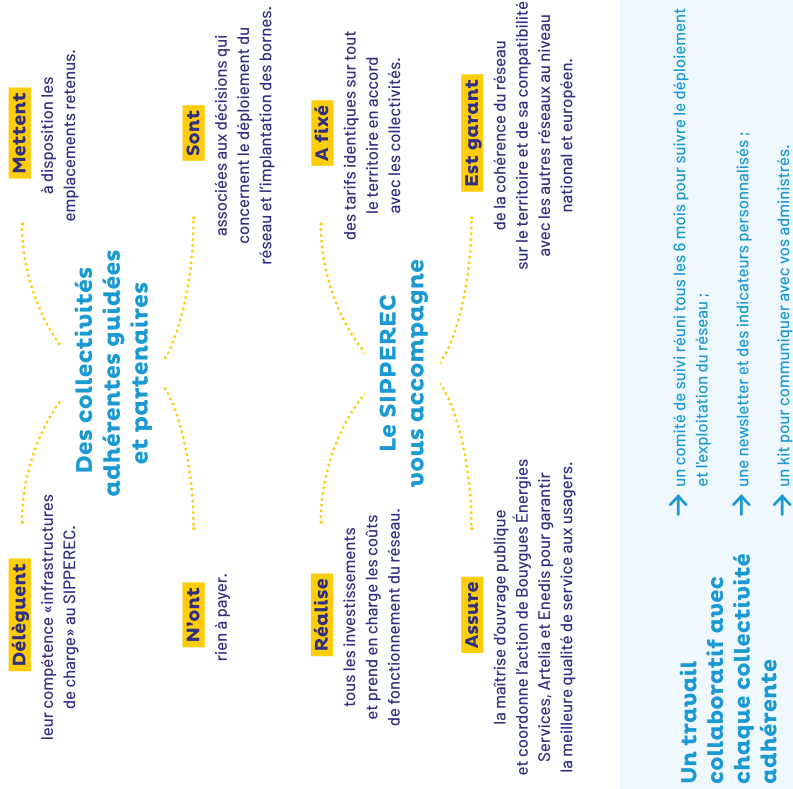 Des collectivités
adhérentes guidées
et partenaires
Délèguent
leur compétence «infrastructures
de charge» au SIPPEREC.
Mettent
à disposition les
emplacements retenus.
N’ont
rien à payer.
Sont
associées aux décisions qui
concernent le déploiement du
réseau et l’implantation des bornes.
Le SIPPEREC
vous accompagne
Réalise
tous les investissements
et prend en charge les coûts
de fonctionnement du réseau.
A fixé
des tarifs identiques sur tout
le territoire en accord
avec les collectivités.
Assure
la maîtrise d’ouvrage publique
et coordonne l’action de Bouygues Énergies
Services, Artelia et Enedis pour garantir
la meilleure qualité de service aux usagers.
Est garant
de la cohérence du réseau
sur le territoire et de sa compatibilité
avec les autres réseaux au niveau
national et européen.
Un travail
collaboratif avec
chaque collectivité
adhérente
→ un comité de suivi réuni tous les 6 mois pour suivre le déploiement
et l’exploitation du réseau ;
→ une newsletter et des indicateurs personnalisés ;
→ un kit pour communiquer avec vos administrés.